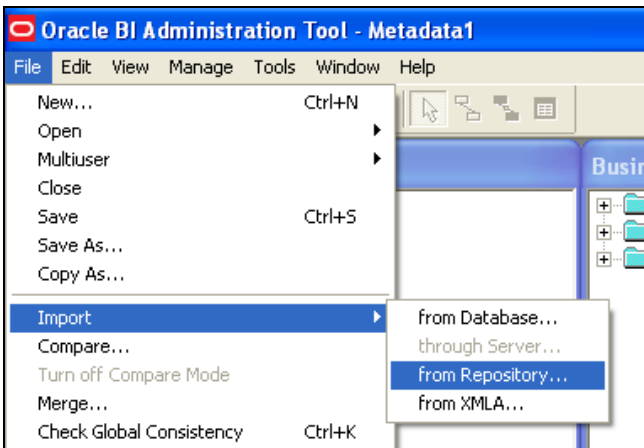 Oracle BI Administration Tool - Metadata1
File Edit View Manage Tools Window Help
New... Ctrl+N
Open
Multiuser
Close
Save Ctrl+S
Save As...
Copy As...
Import
Compare...
Turn off Compare Mode
Merge...
Check Global Consistency Ctrl+K
from Database...
through Server...
from Repository...
from XMLA...